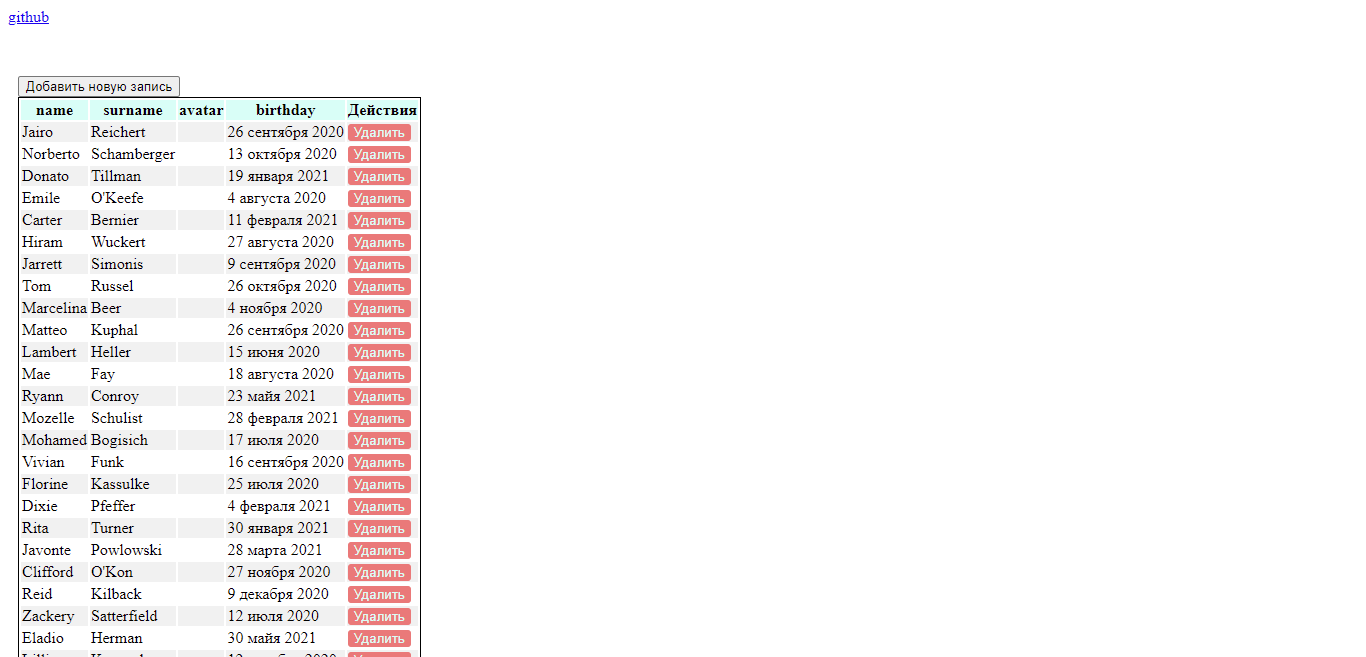 github
Добавить новую запись
name surname avatar birthday Действия
Jairo Reichert 26 сентября 2020 Удалить
Norberto Schamberger 13 октября 2020 Удалить
Donato Tillman 19 января 2021 Удалить
Emile O'Keefe 4 августа 2020 Удалить
Carter Bernier 11 февраля 2021 Удалить
Hiram Wuckert 27 августа 2020 Удалить
Jarrett Simonis 9 сентября 2020 Удалить
Tom Russel 26 октября 2020 Удалить
Marcelina Beer 4 ноября 2020 Удалить
Matteo Kuphal 26 сентября 2020 Удалить
Lambert Heller 15 июня 2020 Удалить
Mae Fay 18 августа 2020 Удалить
Ryann Conroy 23 майя 2021 Удалить
Mozelle Schulist 28 февраля 2021 Удалить
Mohamed Bogisich 17 июля 2020 Удалить
Vivian Funk 16 сентября 2020 Удалить
Florine Kassulke 25 июля 2020 Удалить
Dixie Pfeffer 4 февраля 2021 Удалить
Rita Turner 30 января 2021 Удалить
Javonte Powlowski 28 марта 2021 Удалить
Clifford O'Kon 27 ноября 2020 Удалить
Reid Kilback 9 декабря 2020 Удалить
Zackery Satterfield 12 июля 2020 Удалить
Eladio Herman 30 майя 2021 Удалить